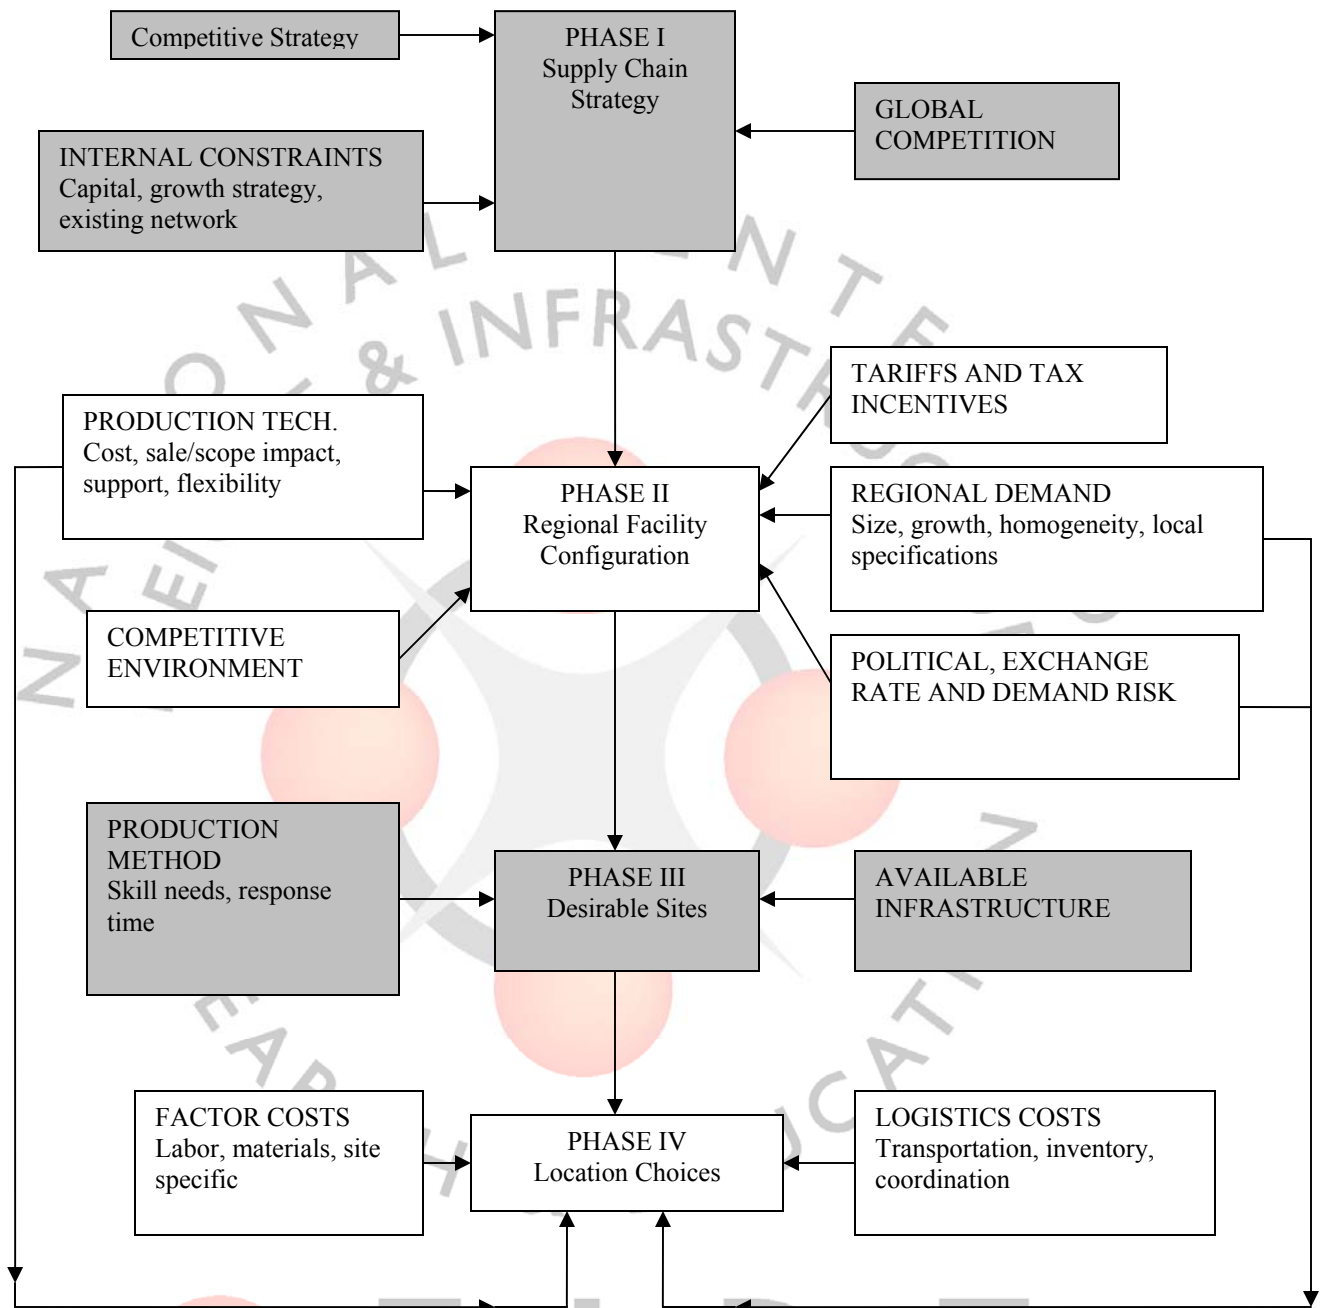 Competitive Strategy
PHASE I
Supply Chain
Strategy
GLOBAL
COMPETITION
INTERNAL CONSTRAINTS
Capital, growth strategy,
existing network
TARIFFS AND TAX
INCENTIVES
PRODUCTION TECH.
Cost, sale/scope impact,
support, flexibility
PHASE II
Regional Facility
Configuration
REGIONAL DEMAND
Size, growth, homogeneity, local
specifications
COMPETITIVE
ENVIRONMENT
POLITICAL, EXCHANGE
RATE AND DEMAND RISK
PRODUCTION
METHOD
Skill needs, response
time
PHASE III
Desirable Sites
AVAILABLE
INFRASTRUCTURE
FACTOR COSTS
Labor, materials, site
specific
PHASE IV
Location Choices
LOGISTICS COSTS
Transportation, inventory,
coordination